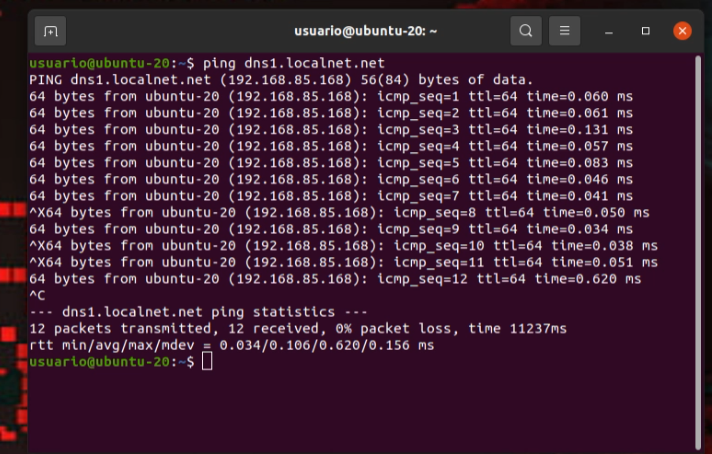 usuario@ubuntu-20: ~
usuario@ubuntu-20:~$ ping dns1.localnet.net
PING dns1.localnet.net (192.168.85.168) 56(84) bytes of data.
64 bytes from ubuntu-20 (192.168.85.168): icmp_seq=1 ttl=64 time=0.060 ms
64 bytes from ubuntu-20 (192.168.85.168): icmp_seq=2 ttl=64 time=0.061 ms
64 bytes from ubuntu-20 (192.168.85.168): icmp_seq=3 ttl=64 time=0.131 ms
64 bytes from ubuntu-20 (192.168.85.168): icmp_seq=4 ttl=64 time=0.057 ms
64 bytes from ubuntu-20 (192.168.85.168): icmp_seq=5 ttl=64 time=0.083 ms
64 bytes from ubuntu-20 (192.168.85.168): icmp_seq=6 ttl=64 time=0.046 ms
64 bytes from ubuntu-20 (192.168.85.168): icmp_seq=7 ttl=64 time=0.041 ms
^X64 bytes from ubuntu-20 (192.168.85.168): icmp_seq=8 ttl=64 time=0.050 ms
64 bytes from ubuntu-20 (192.168.85.168): icmp_seq=9 ttl=64 time=0.034 ms
^X64 bytes from ubuntu-20 (192.168.85.168): icmp_seq=10 ttl=64 time=0.038 ms
^X64 bytes from ubuntu-20 (192.168.85.168): icmp_seq=11 ttl=64 time=0.051 ms
64 bytes from ubuntu-20 (192.168.85.168): icmp_seq=12 ttl=64 time=0.620 ms
^C
--- dns1.localnet.net ping statistics ---
12 packets transmitted, 12 received, 0% packet loss, time 11237ms
rtt min/avg/max/mdev = 0.034/0.106/0.620/0.156 ms
usuario@ubuntu-20:~$